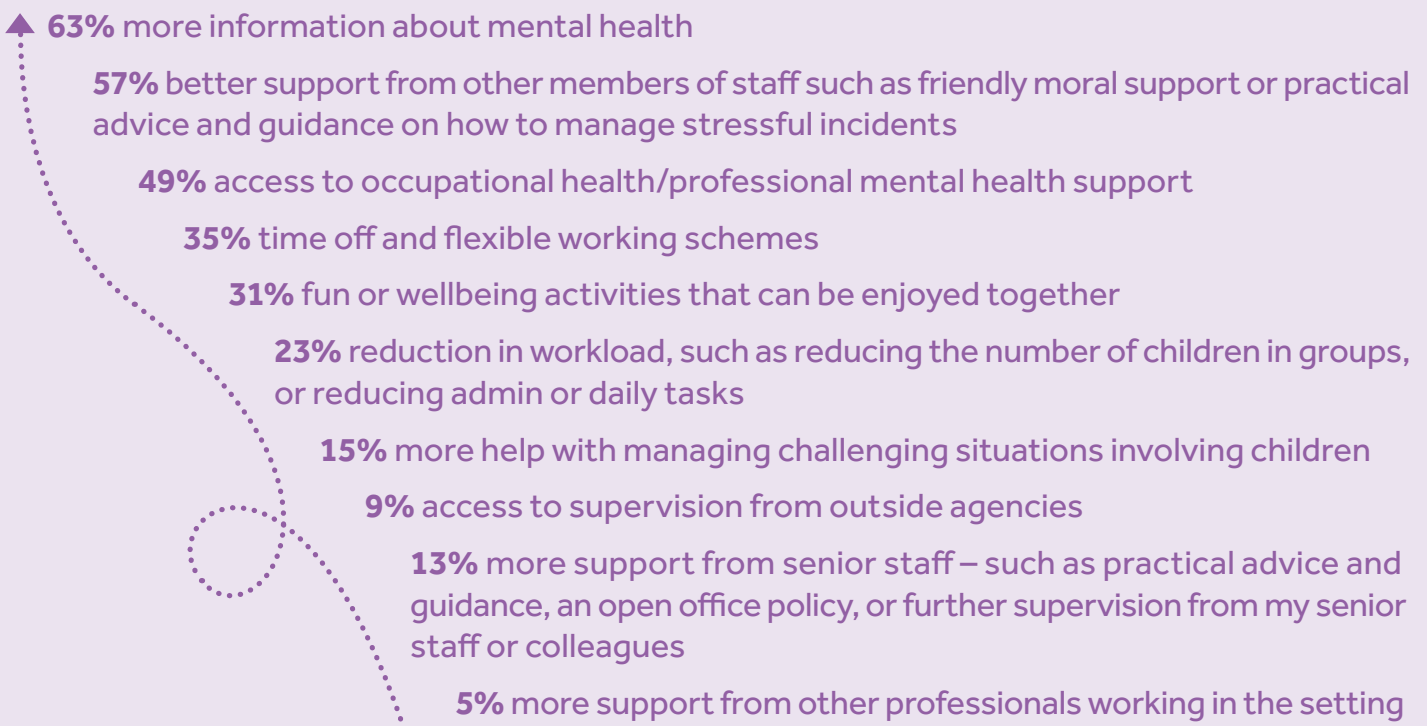 63% more information about mental health
57% better support from other members of staff such as friendly moral support or practical
advice and guidance on how to manage stressful incidents
49% access to occupational health/professional mental health support
35% time off and flexible working schemes
31% fun or wellbeing activities that can be enjoyed together
23% reduction in workload, such as reducing the number of children in groups,
or reducing admin or daily tasks
15% more help with managing challenging situations involving children
9% access to supervision from outside agencies
13% more support from senior staff – such as practical advice and
guidance, an open office policy, or further supervision from my senior
staff or colleagues
5% more support from other professionals working in the setting